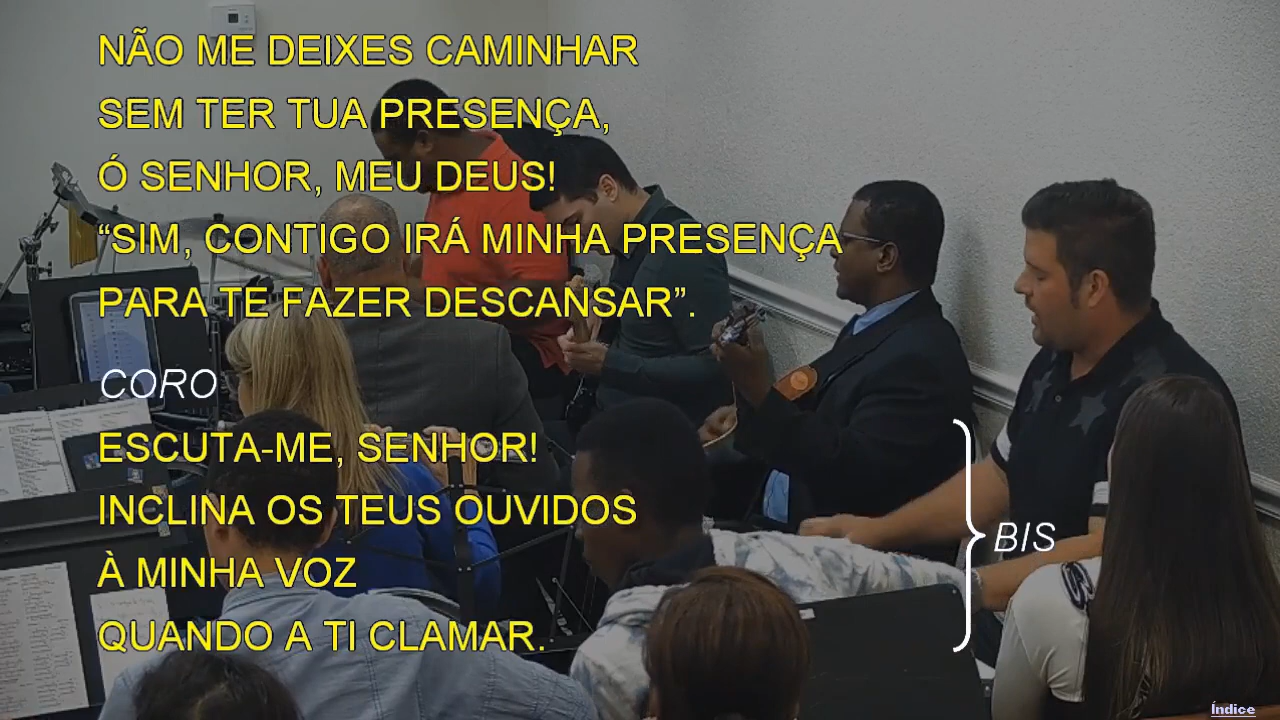 NÃO ME DEIXES CAMINHAR
SEM TER TUA PRESENÇA,
Ó SENHOR, MEU DEUS!
“SIM, CONTIGO IRÁ MINHA PRESENÇA
PARA TE FAZER DESCANSAR”.
CORO
ESCUTA-ME, SENHOR!
INCLINA OS TEUS OUVIDOS
À MINHA VOZ
QUANDO A TI CLAMAR.
BIS
Índice